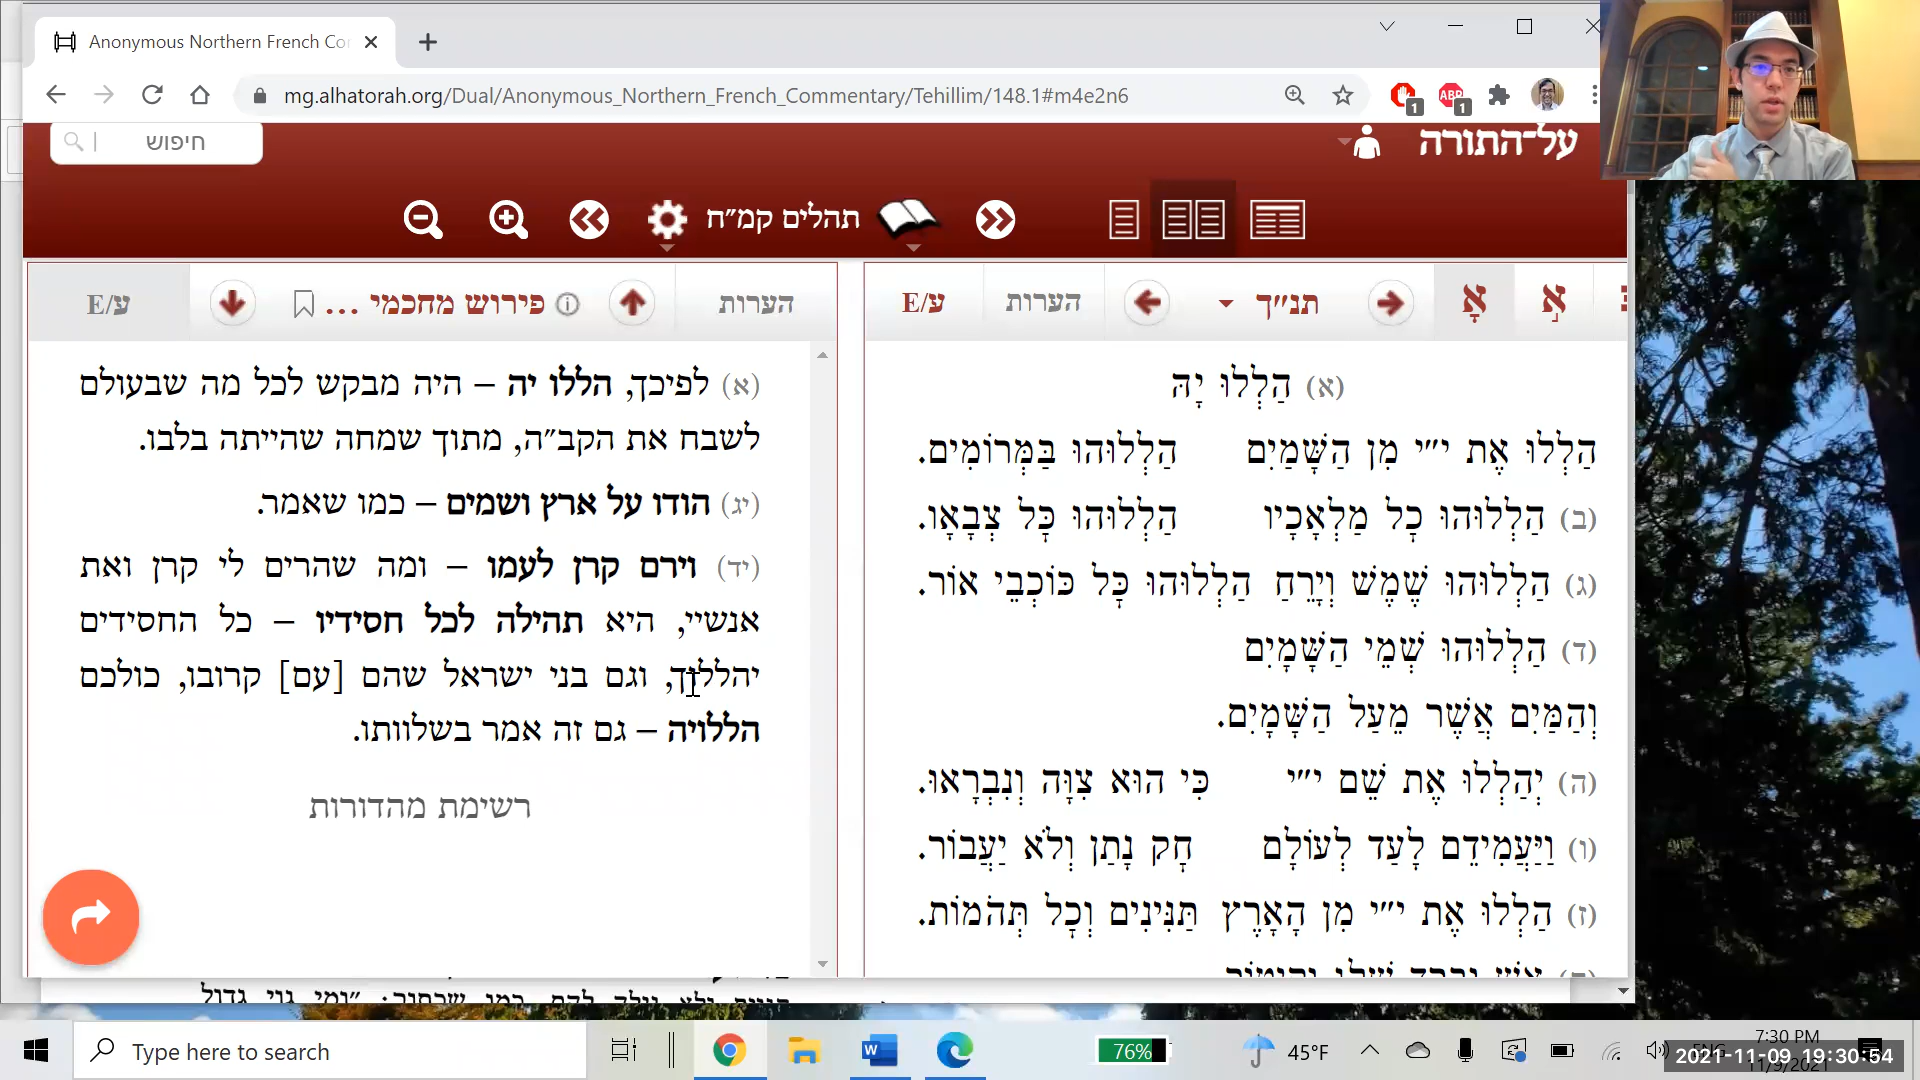 Anonymous Northern French Co
mg.alhatorah.org/Dual/Anonymous_Northern_French_Commentary/Tehillim/148.1#m4e2n6
1
ABP
1
חיפוש
על־התורה
תהלים קמ״ח
E/ע
פירוש מחכמי ...
הערות
E/ע
הערות
תנ״ך
אָ
(א) לפיכך, הללו יה – היה מבקש לכל מה שבעולם
לשבח את הקב״ה, מתוך שמחה שהייתה בלבו.
(יג) הודו על ארץ ושמים – כמו שאמר.
(יד) וירם קרן לעמו – ומה שהרים לי קרן ואת
אנשיי, היא תהילה לכל חסידיו – כל החסידים
יהללוך, וגם בני ישראל שהם [עם] קרובו, כולכם
הללויה – גם זה אמר בשלוותו.
רשימת מהדורות
(א) הַלְלוּ יָהּ
הַלְלוּ אֶת י״י מִן הַשָּׁמַיִם הַלְלוּהוּ בַּמְּרוֹמִים.
(ב) הַלְלוּהוּ כׇל מַלְאָכָיו הַלְלוּהוּ כׇּל צְבָאָו.
(ג) הַלְלוּהוּ שֶׁמֶשׁ וְיָרֵחַ הַלְלוּהוּ כׇּל כּוֹכְבֵי אוֹר.
(ד) הַלְלוּהוּ שְׁמֵי הַשָּׁמָיִם
וְהַמַּיִם אֲשֶׁר מֵעַל הַשָּׁמָיִם.
(ה) יְהַלְלוּ אֶת שֵׁם י״י כִּי הוּא צִוָּה וְנִבְרָאוּ.
(ו) וַיַּעֲמִידֵם לָעַד לְעוֹלָם חׇק נָתַן וְלֹא יַעֲבוֹר.
(ז) הַלְלוּ אֶת י״י מִן הָאָרֶץ תַּנִּינִים וְכׇל תְּהֹמוֹת.
Type here to search
76%
45°F
7:30 PM
2021-11-09 19:30:54